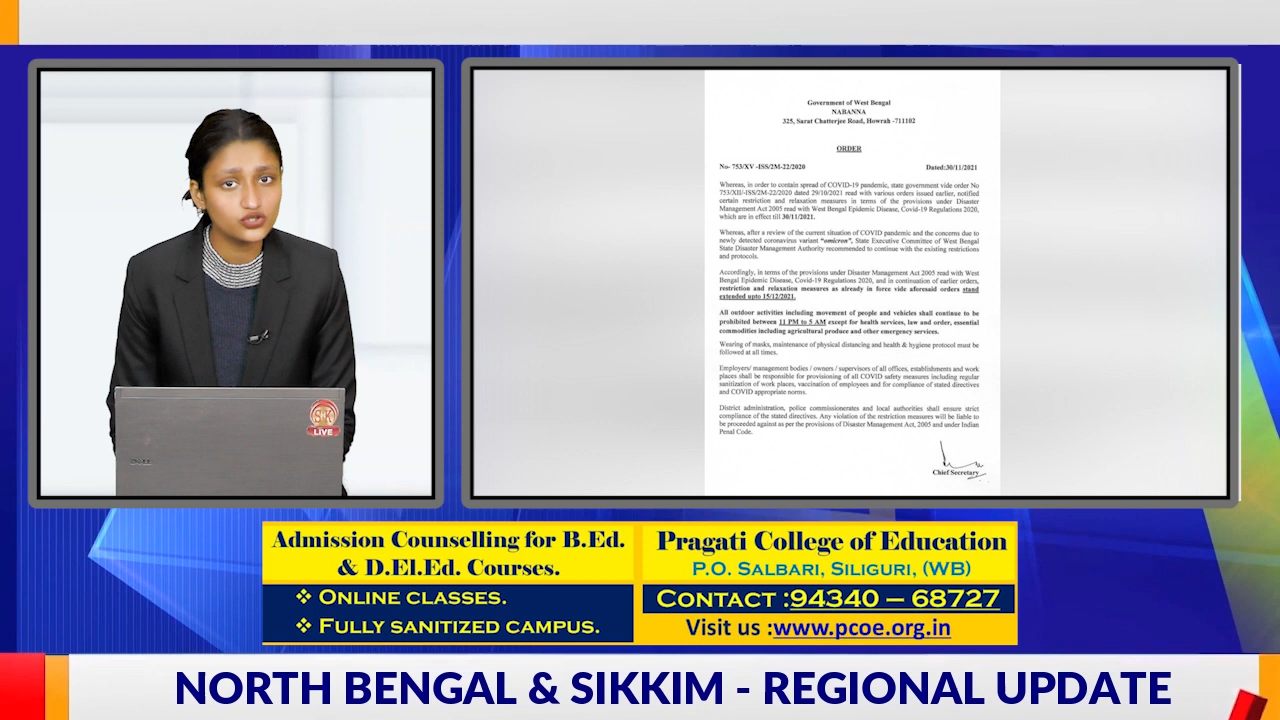 Government of West Bengal
NABANNA
325, Sarat Chatterjee Road, Howrah -711102
ORDER
No- 753/XV -ISS/2M-22/2020 Dated:30/11/2021
Whereas, in order to contain spread of COVID-19 pandemic, state government vide order No
753/XII/-ISS/2M-22/2020 dated 29/10/2021 read with various orders issued earlier, notified
certain restriction and relaxation measures in terms of the provisions under Disaster
Management Act 2005 read with West Bengal Epidemic Disease, Covid-19 Regulations 2020,
which are in effect till 30/11/2021.
Whereas, after a review of the current situation of COVID pandemic and the concerns due to
newly detected coronavirus variant "omicron", State Executive Committee of West Bengal
State Disaster Management Authority recommended to continue with the existing restrictions
and protocols.
Accordingly, in terms of the provisions under Disaster Management Act 2005 read with West
Bengal Epidemic Disease, Covid-19 Regulations 2020, and in continuation of earlier orders,
restriction and relaxation measures as already in force vide aforesaid orders stand
extended upto 15/12/2021.
All outdoor activities including movement of people and vehicles shall continue to be
prohibited between 11 PM to 5 AM except for health services, law and order, essential
commodities including agricultural produce and other emergency services.
Wearing of masks, maintenance of physical distancing and health & hygiene protocol must be
followed at all times.
Employers/ management bodies / owners / supervisors of all offices, establishments and work
places shall be responsible for provisioning of all COVID safety measures including regular
sanitization of work places, vaccination of employees and for compliance of stated directives
and COVID appropriate norms.
District administration, police commissionerates and local authorities shall ensure strict
compliance of the stated directives. Any violation of the restriction measures will be liable to
be proceeded against as per the provisions of Disaster Management Act, 2005 and under Indian
Penal Code.
Chief Secretary
LIVE
DELL
Admission Counselling for B.Ed.
& D.El.Ed. Courses.
❖ ONLINE CLASSES.
❖ FULLY SANITIZED CAMPUS.
Pragati College of Education
P.O. SALBARI, SILIGURI, (WB)
CONTACT :94340 – 68727
Visit us :www.pcoe.org.in
NORTH BENGAL & SIKKIM - REGIONAL UPDATE